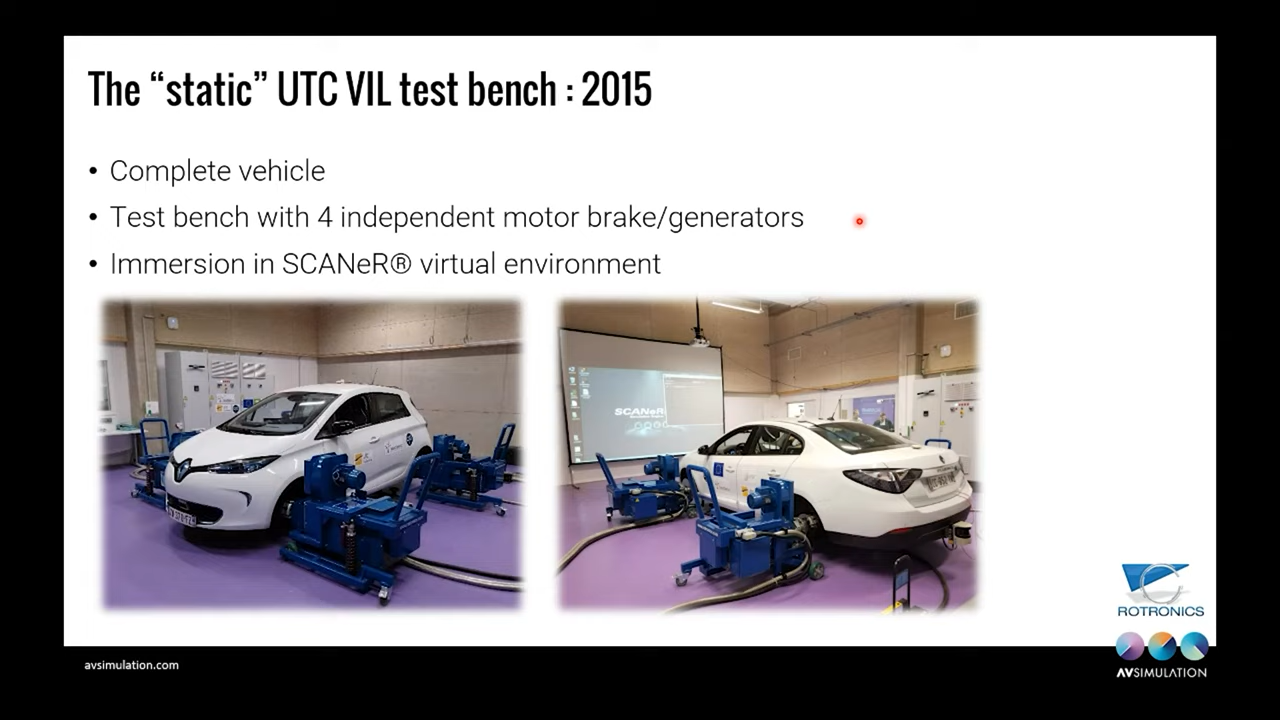 The “static” UTC VIL test bench : 2015
• Complete vehicle
• Test bench with 4 independent motor brake/generators
• Immersion in SCANeR® virtual environment
SCANeR
ROTRONICS
avsimulation.com
AVSIMULATION